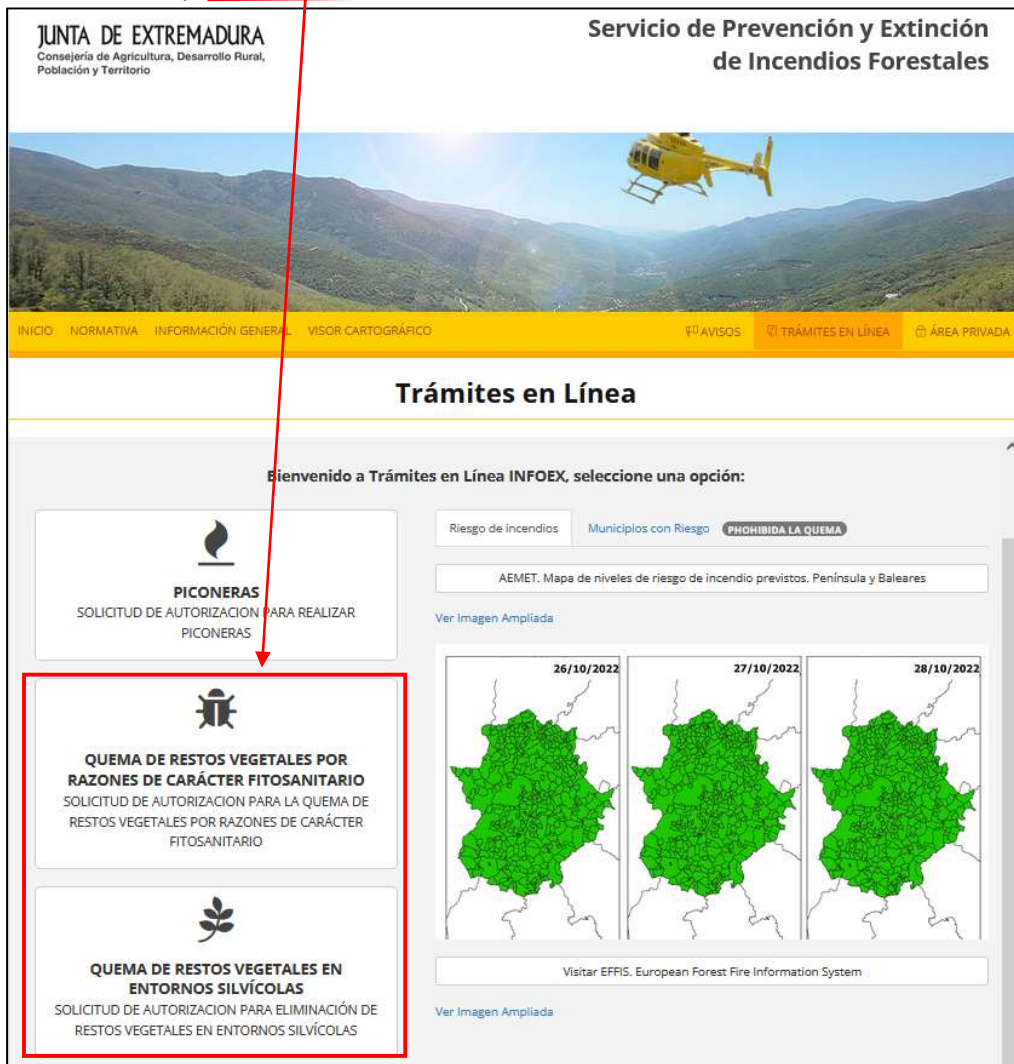 JUNTA DE EXTREMADURA
Consejería de Agricultura, Desarrollo Rural,
Población y Territorio
Servicio de Prevención y Extinción
de Incendios Forestales
INICIO NORMATIVA INFORMACIÓN GENERAL VISOR CARTOGRÁFICO AVISOS TRÁMITES EN LÍNEA ÁREA PRIVADA
Trámites en Línea
Bienvenido a Trámites en Línea INFOEX, seleccione una opción:
PICONERAS
SOLICITUD DE AUTORIZACION PARA REALIZAR
PICONERAS
QUEMA DE RESTOS VEGETALES POR
RAZONES DE CARÁCTER FITOSANITARIO
SOLICITUD DE AUTORIZACION PARA LA QUEMA DE
RESTOS VEGETALES POR RAZONES DE CARÁCTER
FITOSANITARIO
QUEMA DE RESTOS VEGETALES EN
ENTORNOS SILVÍCOLAS
SOLICITUD DE AUTORIZACION PARA ELIMINACIÓN DE
RESTOS VEGETALES EN ENTORNOS SILVÍCOLAS
Riesgo de incendios Municipios con Riesgo PHOHIBIDA LA QUEMA
AEMET. Mapa de niveles de riesgo de incendio previstos. Península y Baleares
Ver Imagen Ampliada
26/10/2022 27/10/2022 28/10/2022
Visitar EFFIS. European Forest Fire Information System
Ver Imagen Ampliada